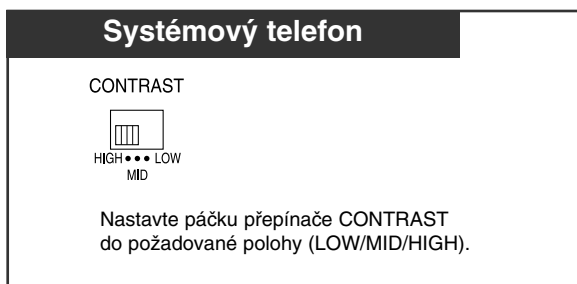 Systémový telefon
CONTRAST
HIGH ••• LOW
MID
Nastavte páčku přepínače CONTRAST
do požadované polohy (LOW/MID/HIGH).